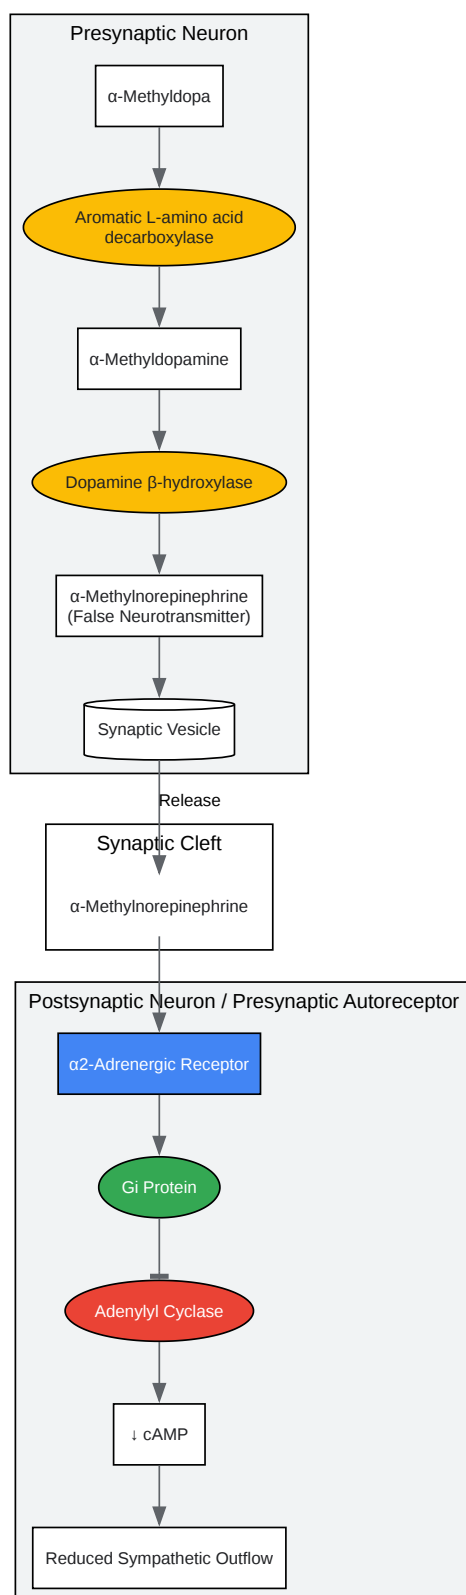 Presynaptic Neuron
α-Methyldopa
Aromatic L-amino acid
decarboxylase
α-Methyldopamine
Dopamine β-hydroxylase
α-Methylnorepinephrine
(False Neurotransmitter)
Synaptic Vesicle
Release
Synaptic Cleft
α-Methylnorepinephrine
Postsynaptic Neuron / Presynaptic Autoreceptor
α2-Adrenergic Receptor
Gi Protein
Adenylyl Cyclase
↓ cAMP
Reduced Sympathetic Outflow